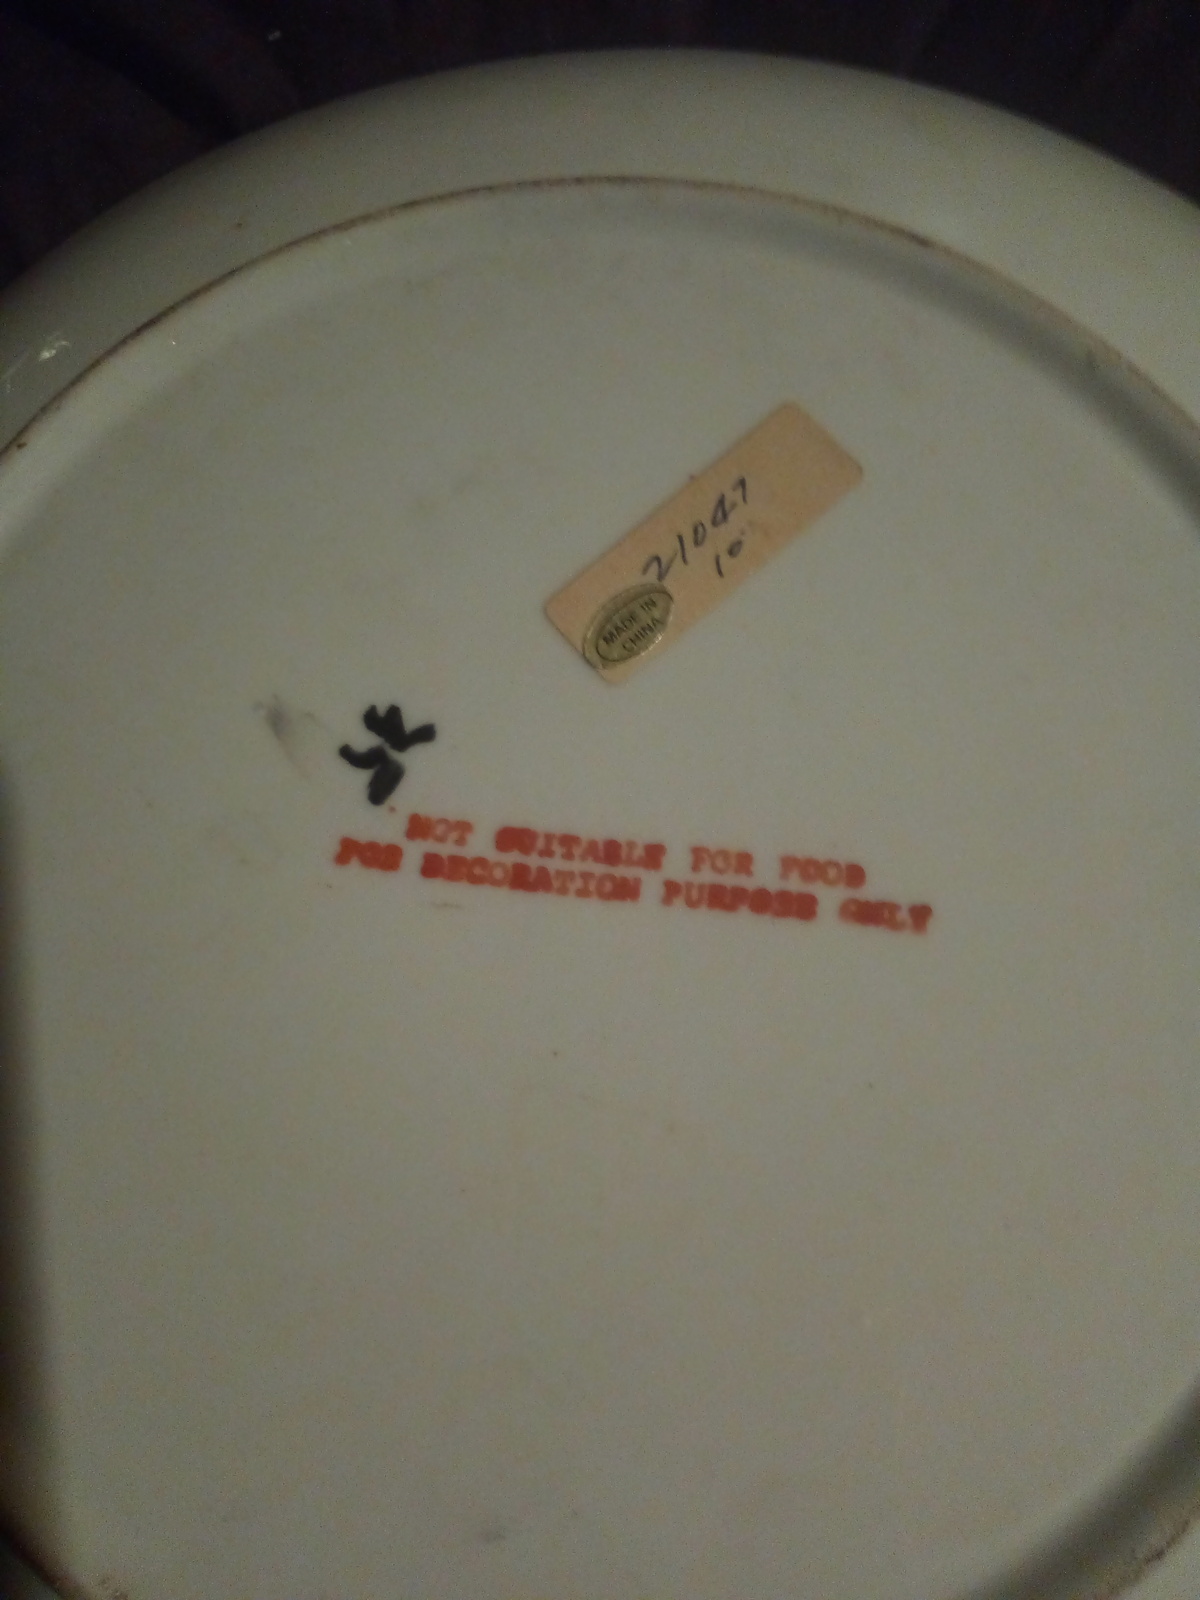 21047
10
MADE IN
CHINA
NOT SUITABLE FOR FOOD
FOR DECORATION PURPOSE ONLY